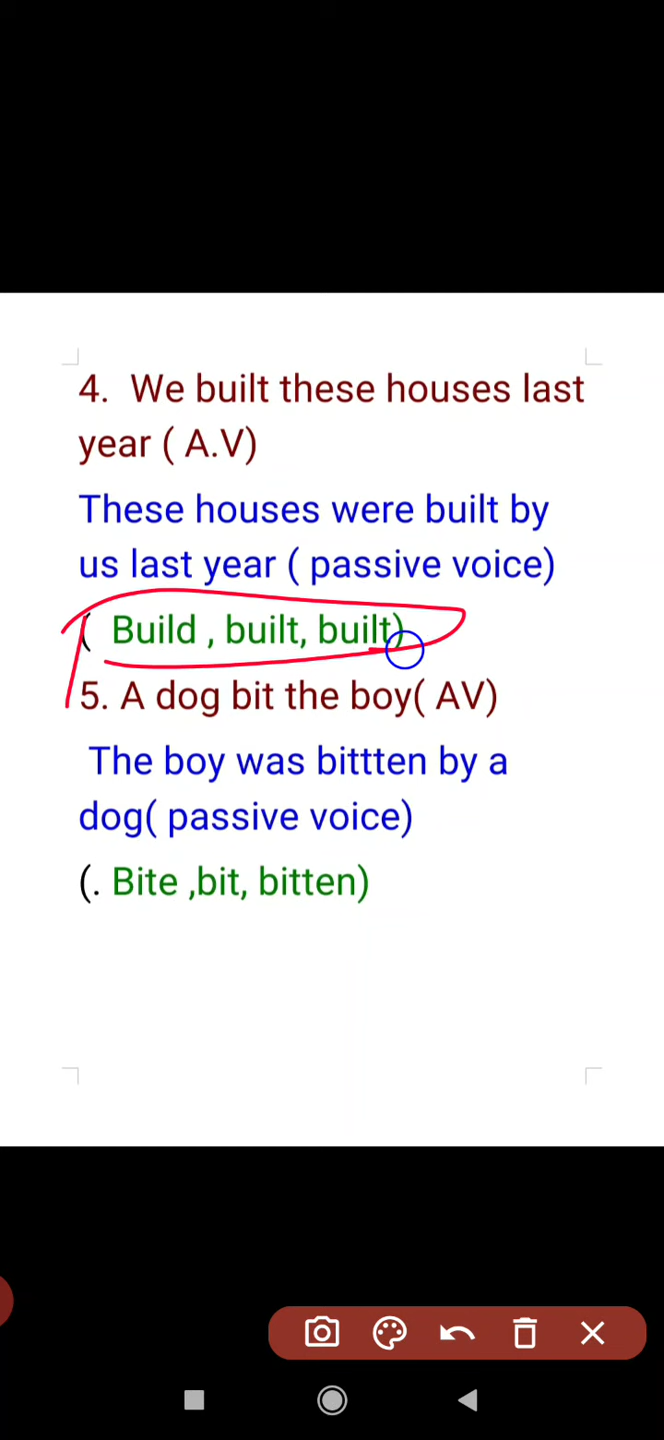 4. We built these houses last
year ( A.V)
These houses were built by
us last year ( passive voice)
( Build , built, built)
5. A dog bit the boy( AV)
The boy was bittten by a
dog( passive voice)
(. Bite ,bit, bitten)